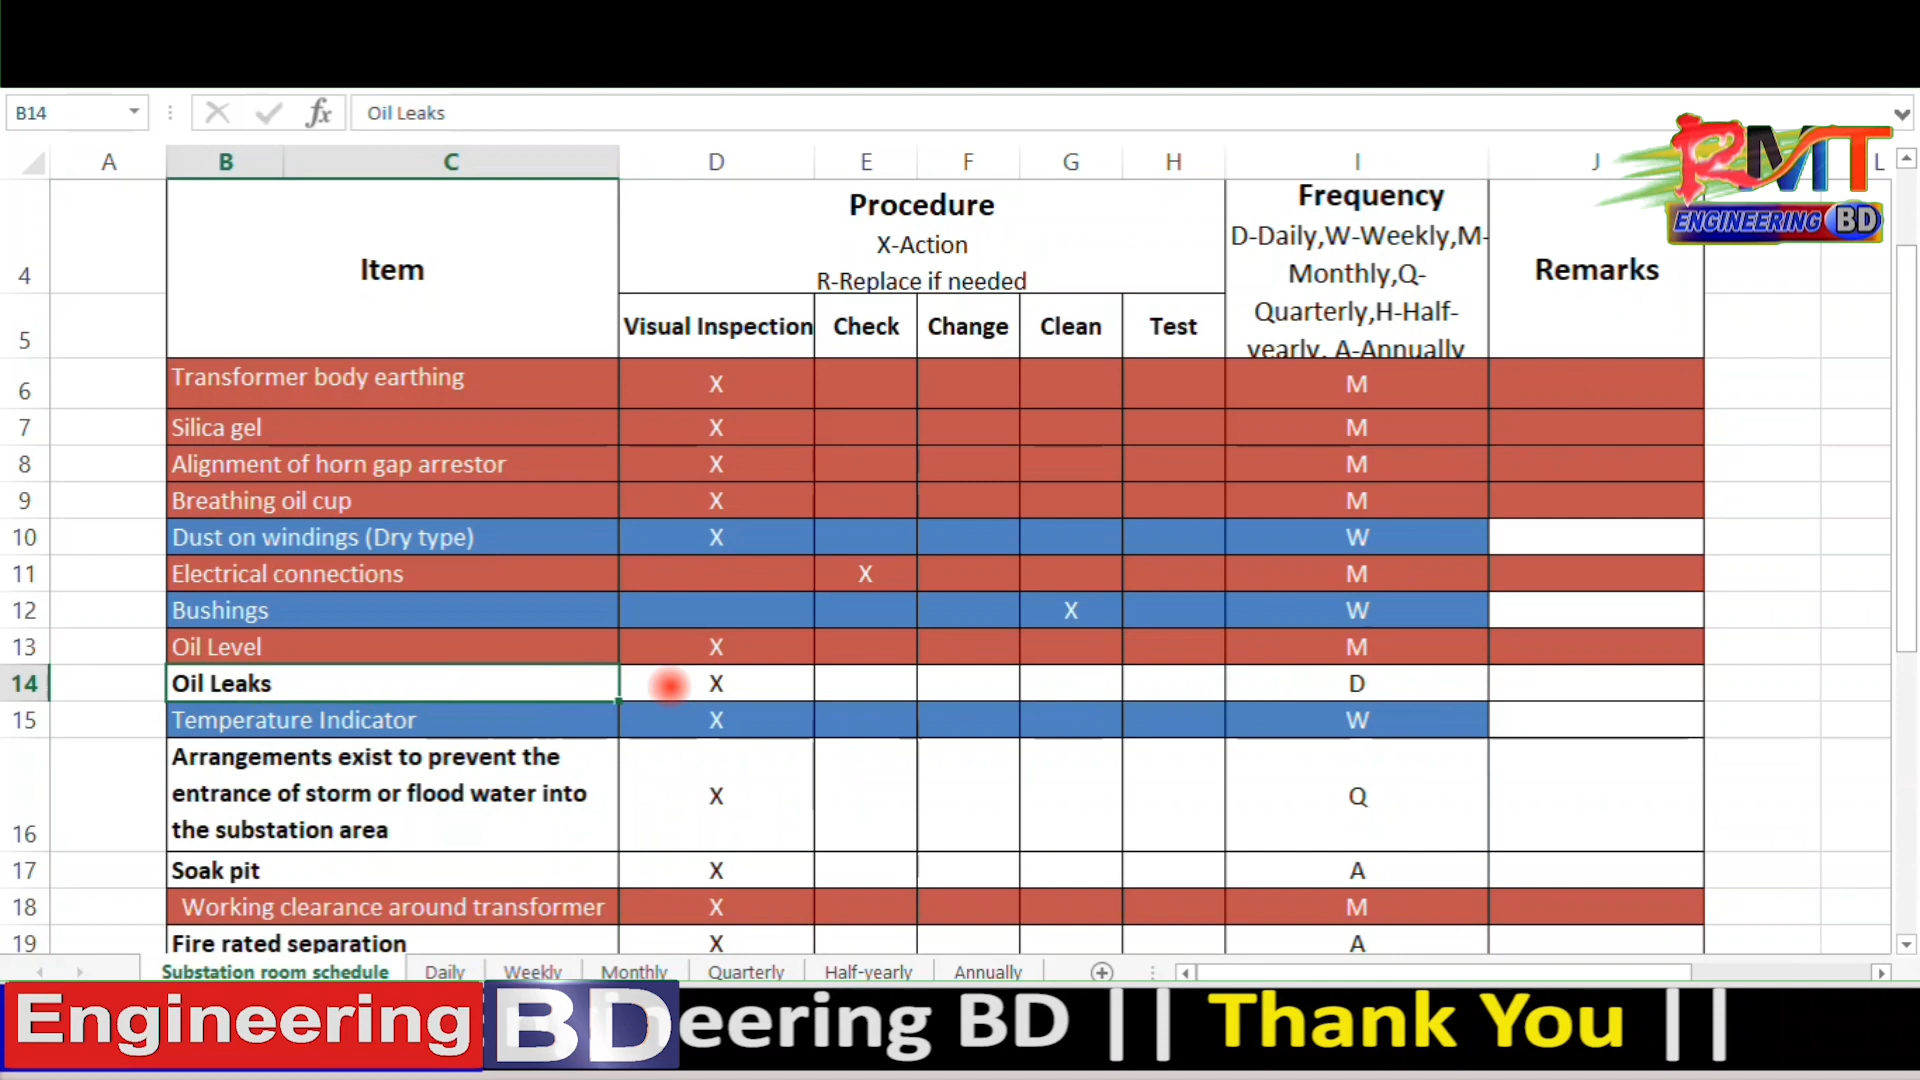 B14 fx Oil Leaks
RMT
ENGINEERING BD
A B C D E F G H I J L
Procedure
X-Action
R-Replace if needed
Frequency
D-Daily,W-Weekly,M-
Monthly,Q-
Quarterly,H-Half-
yearly, A-Annually
4 Item Remarks
5 Visual Inspection Check Change Clean Test
6 Transformer body earthing X M
7 Silica gel X M
8 Alignment of horn gap arrestor X M
9 Breathing oil cup X M
10 Dust on windings (Dry type) X W
11 Electrical connections X M
12 Bushings X W
13 Oil Level X M
14 Oil Leaks X D
15 Temperature Indicator X W
Arrangements exist to prevent the
entrance of storm or flood water into X Q
16 the substation area
17 Soak pit X A
18 Working clearance around transformer X M
19 Fire rated separation X A
Substation room schedule Daily Weekly Monthly Quarterly Half-yearly Annually
Engineering BD neering BD || Thank You ||